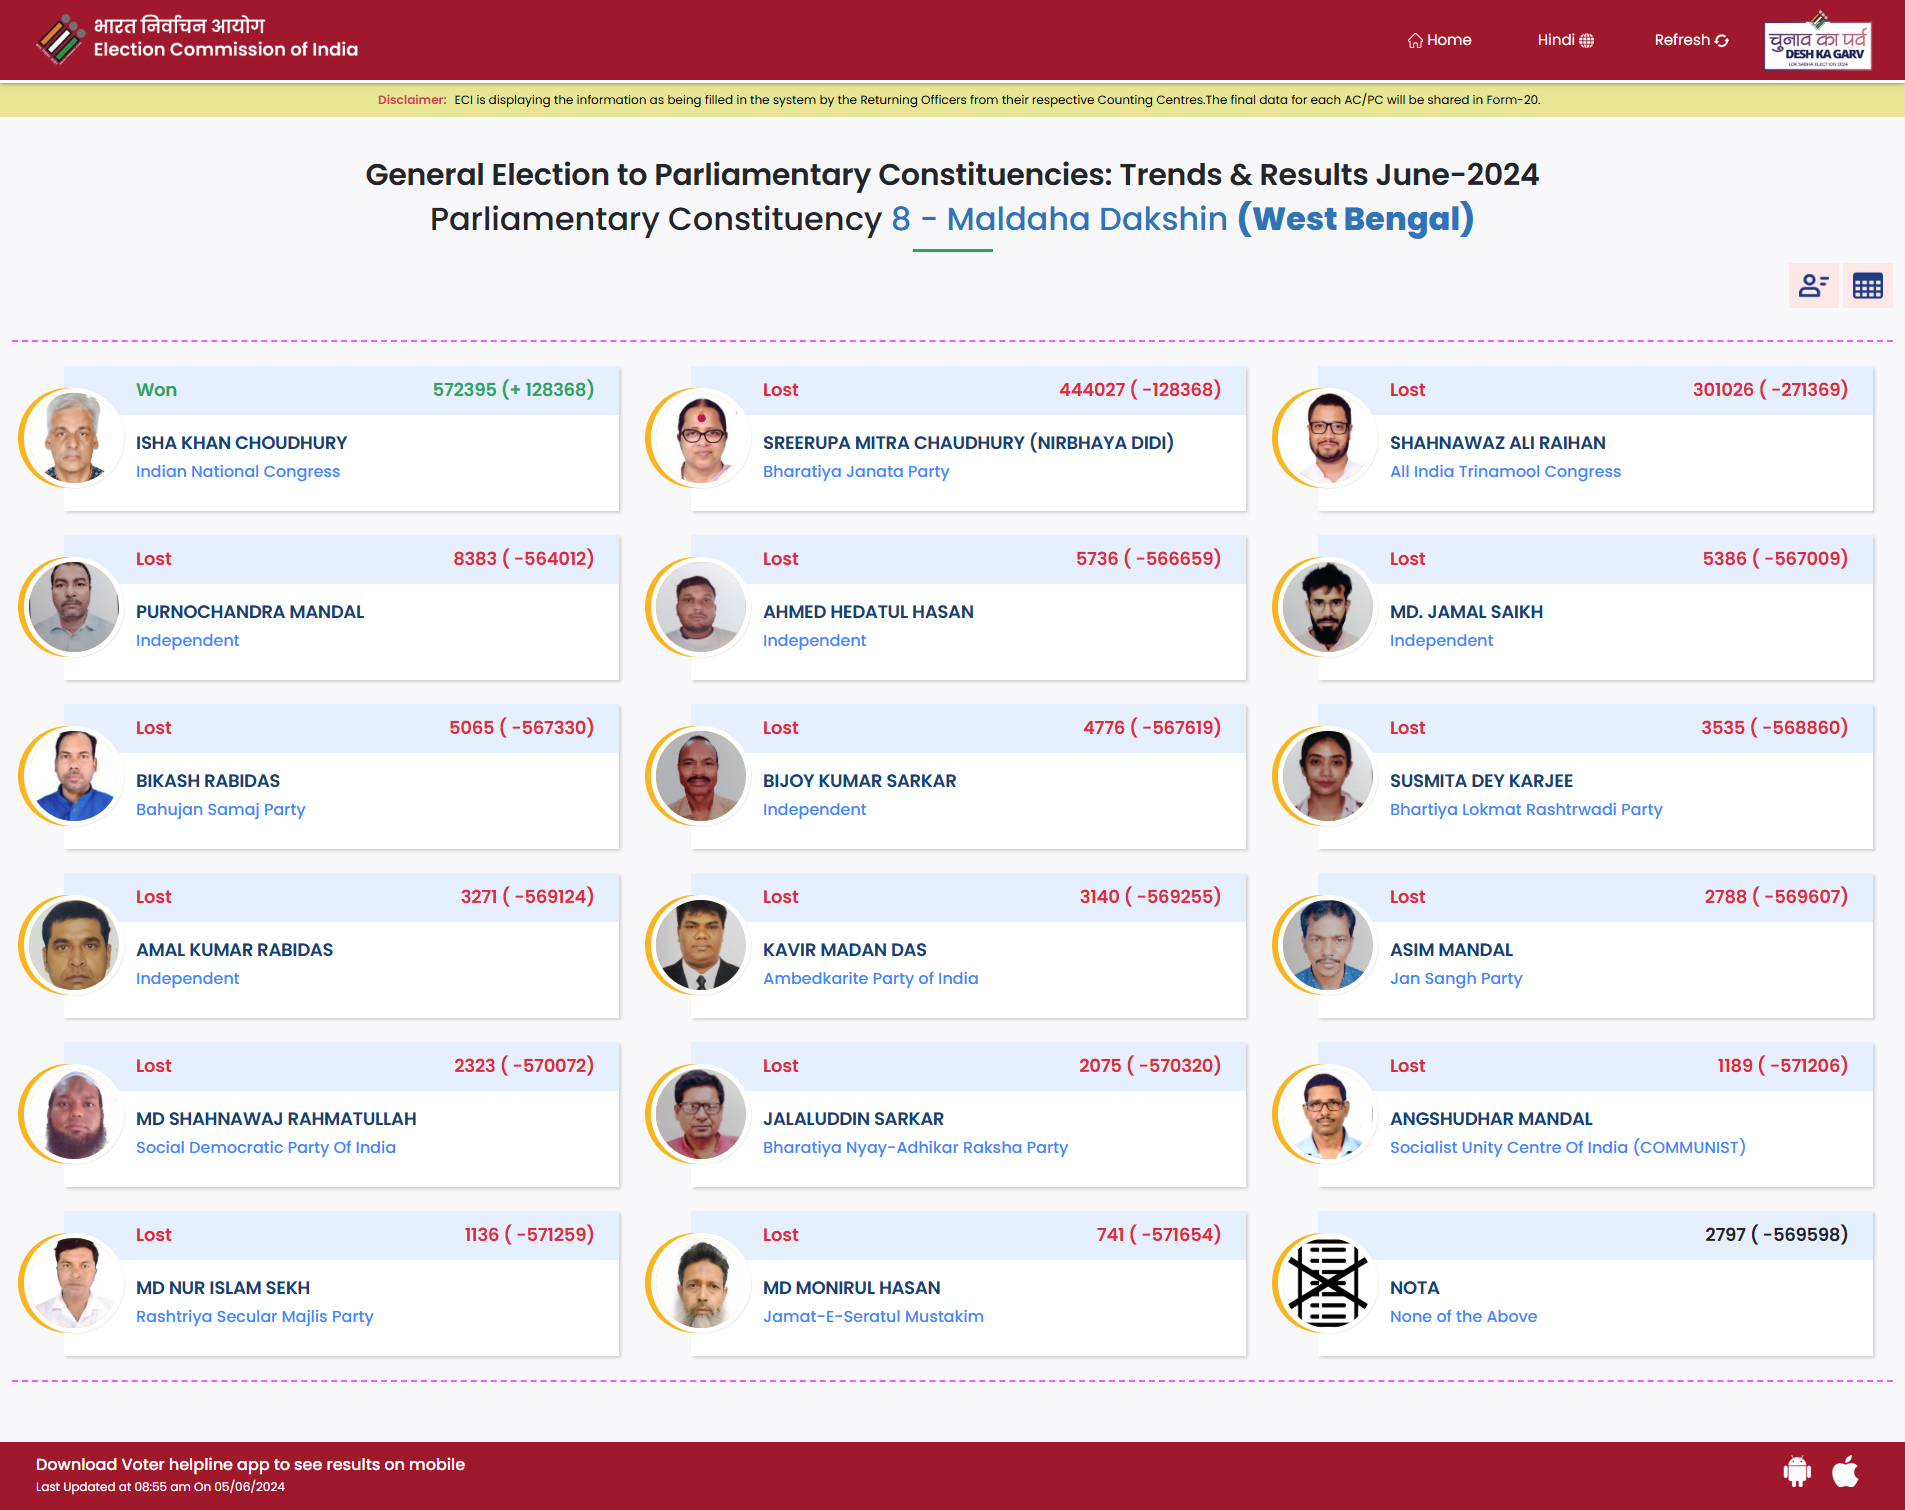 भारत निर्वाचन आयोग
Election Commission of India
Home
Hindi
Refresh
चुनाव का पर्व
DESH KA GARV
LOK SABHA ELECTION 2024
Disclaimer: ECI is displaying the information as being filled in the system by the Returning Officers from their respective Counting Centres.The final data for each AC/PC will be shared in Form-20.
General Election to Parliamentary Constituencies: Trends & Results June-2024
Parliamentary Constituency 8 - Maldaha Dakshin (West Bengal)
Won 572395 (+ 128368)
ISHA KHAN CHOUDHURY
Indian National Congress
Lost 444027 ( -128368)
SREERUPA MITRA CHAUDHURY (NIRBHAYA DIDI)
Bharatiya Janata Party
Lost 301026 ( -271369)
SHAHNAWAZ ALI RAIHAN
All India Trinamool Congress
Lost 8383 ( -564012)
PURNOCHANDRA MANDAL
Independent
Lost 5736 ( -566659)
AHMED HEDATUL HASAN
Independent
Lost 5386 ( -567009)
MD. JAMAL SAIKH
Independent
Lost 5065 ( -567330)
BIKASH RABIDAS
Bahujan Samaj Party
Lost 4776 ( -567619)
BIJOY KUMAR SARKAR
Independent
Lost 3535 ( -568860)
SUSMITA DEY KARJEE
Bhartiya Lokmat Rashtrwadi Party
Lost 3271 ( -569124)
AMAL KUMAR RABIDAS
Independent
Lost 3140 ( -569255)
KAVIR MADAN DAS
Ambedkarite Party of India
Lost 2788 ( -569607)
ASIM MANDAL
Jan Sangh Party
Lost 2323 ( -570072)
MD SHAHNAWAJ RAHMATULLAH
Social Democratic Party Of India
Lost 2075 ( -570320)
JALALUDDIN SARKAR
Bharatiya Nyay-Adhikar Raksha Party
Lost 1189 ( -571206)
ANGSHUDHAR MANDAL
Socialist Unity Centre Of India (COMMUNIST)
Lost 1136 ( -571259)
MD NUR ISLAM SEKH
Rashtriya Secular Majlis Party
Lost 741 ( -571654)
MD MONIRUL HASAN
Jamat-E-Seratul Mustakim
2797 ( -569598)
NOTA
None of the Above
Download Voter helpline app to see results on mobile
Last Updated at 08:55 am On 05/06/2024